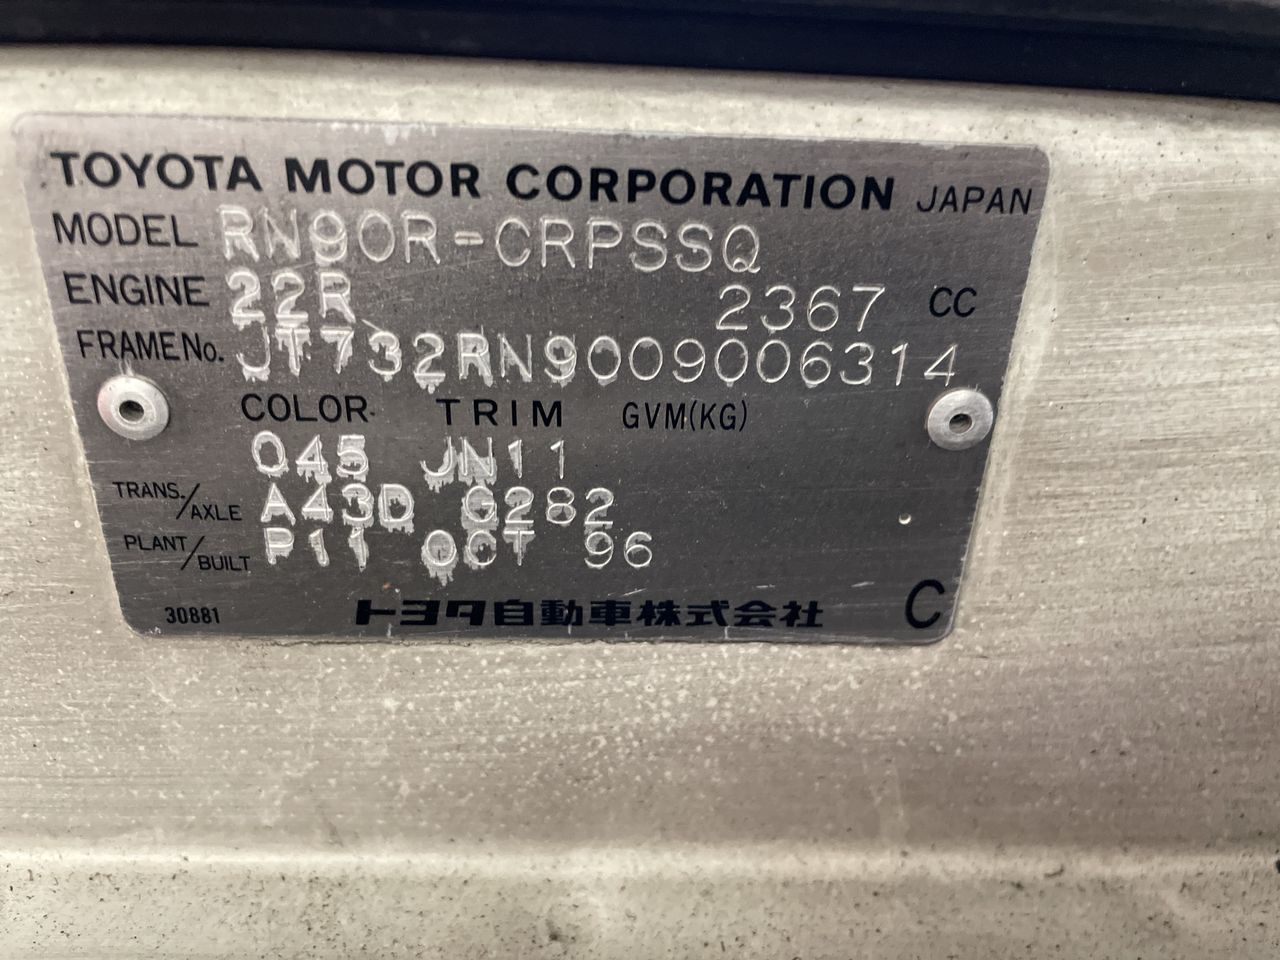 TOYOTA MOTOR CORPORATION JAPAN
MODEL RN90R-CRPSSQ
ENGINE 22R 2367 CC
FRAME No. JT732RN9009006314
COLOR TRIM GVM(KG)
045 JN11
TRANS./AXLE A43D G282
PLANT/BUILT P11 OCT 96
30881 トヨタ自動車株式会社 C